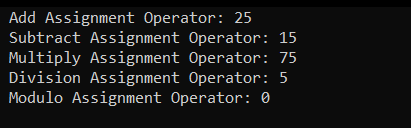 Add Assignment Operator: 25
Subtract Assignment Operator: 15
Multiply Assignment Operator: 75
Division Assignment Operator: 5
Modulo Assignment Operator: 0